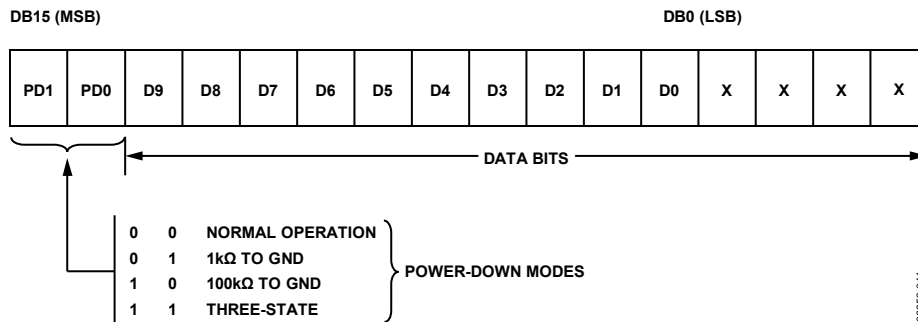 DB15 (MSB) DB0 (LSB)
PD1 PD0 D9 D8 D7 D6 D5 D4 D3 D2 D1 D0 X X X X
DATA BITS
0 0 NORMAL OPERATION
0 1 1kΩ TO GND
1 0 100kΩ TO GND
1 1 THREE-STATE
POWER-DOWN MODES